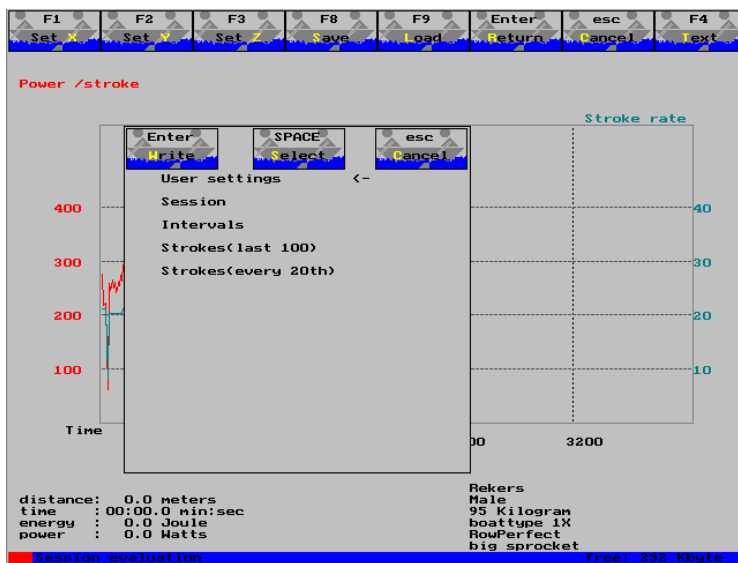 F1 F2 F3 F8 F9 Enter esc F4
Set X Set Y Set Z Save Load Return Cancel Text
Power /stroke
Stroke rate
Enter SPACE esc
Write Select Cancel
User settings <-
Session
Intervals
Strokes(last 100)
Strokes(every 20th)
400 40
300 30
200 20
100 10
Time 00 3200
distance: 0.0 meters
time : 00:00.0 min:sec
energy : 0.0 Joule
power : 0.0 Watts
Rekers
Male
95 Kilogram
boattype 1X
RowPerfect
big sprocket
Session evaluation free: 252 Kbyte